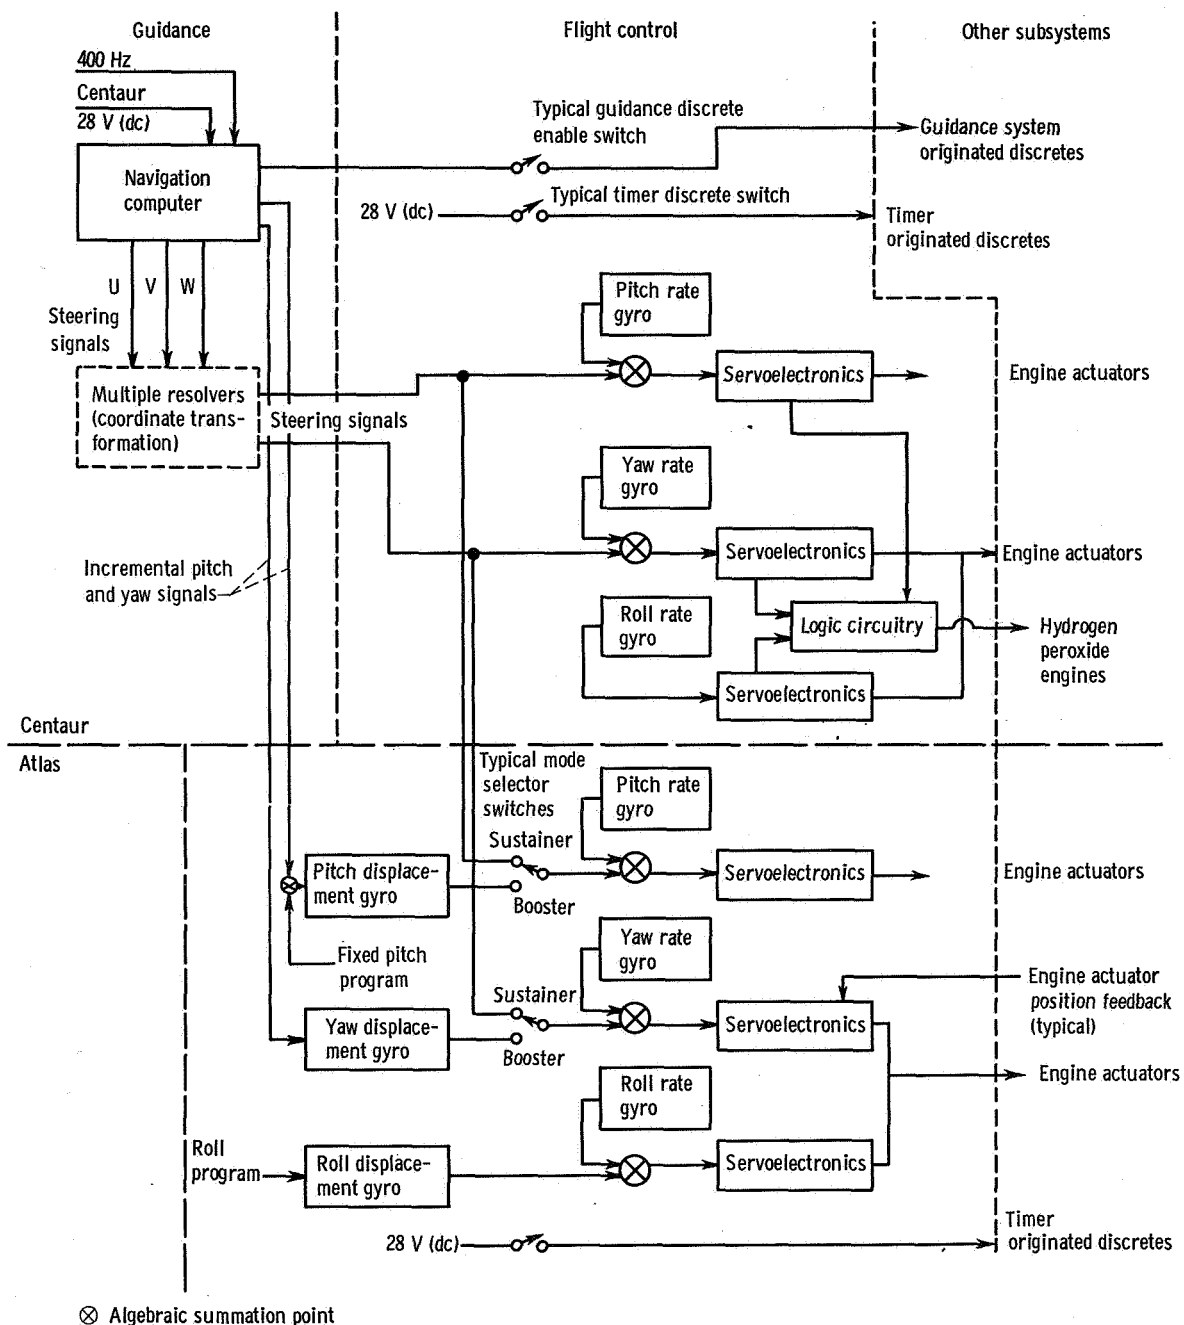 Guidance
Flight control
Other subsystems
400 Hz
Centaur
28 V (dc)
Typical guidance discrete
enable switch
Guidance system
originated discretes
Navigation
computer
Typical timer discrete switch
28 V (dc)
Timer
originated discretes
U
V
W
Steering
signals
Pitch rate
gyro
Servoelectronics
Engine actuators
Multiple resolvers
(coordinate trans-
formation)
Steering signals
Yaw rate
gyro
Servoelectronics
Engine actuators
Incremental pitch
and yaw signals
Roll rate
gyro
Logic circuitry
Hydrogen
peroxide
engines
Servoelectronics
Centaur
Atlas
Typical mode
selector
switches
Pitch rate
gyro
Sustainer
Pitch displace-
ment gyro
Servoelectronics
Engine actuators
Booster
Fixed pitch
program
Yaw rate
gyro
Sustainer
Engine actuator
position feedback
(typical)
Yaw displace-
ment gyro
Servoelectronics
Booster
Engine actuators
Roll rate
gyro
Roll
program
Roll displace-
ment gyro
Servoelectronics
28 V (dc)
Timer
originated discretes
⊗ Algebraic summation point